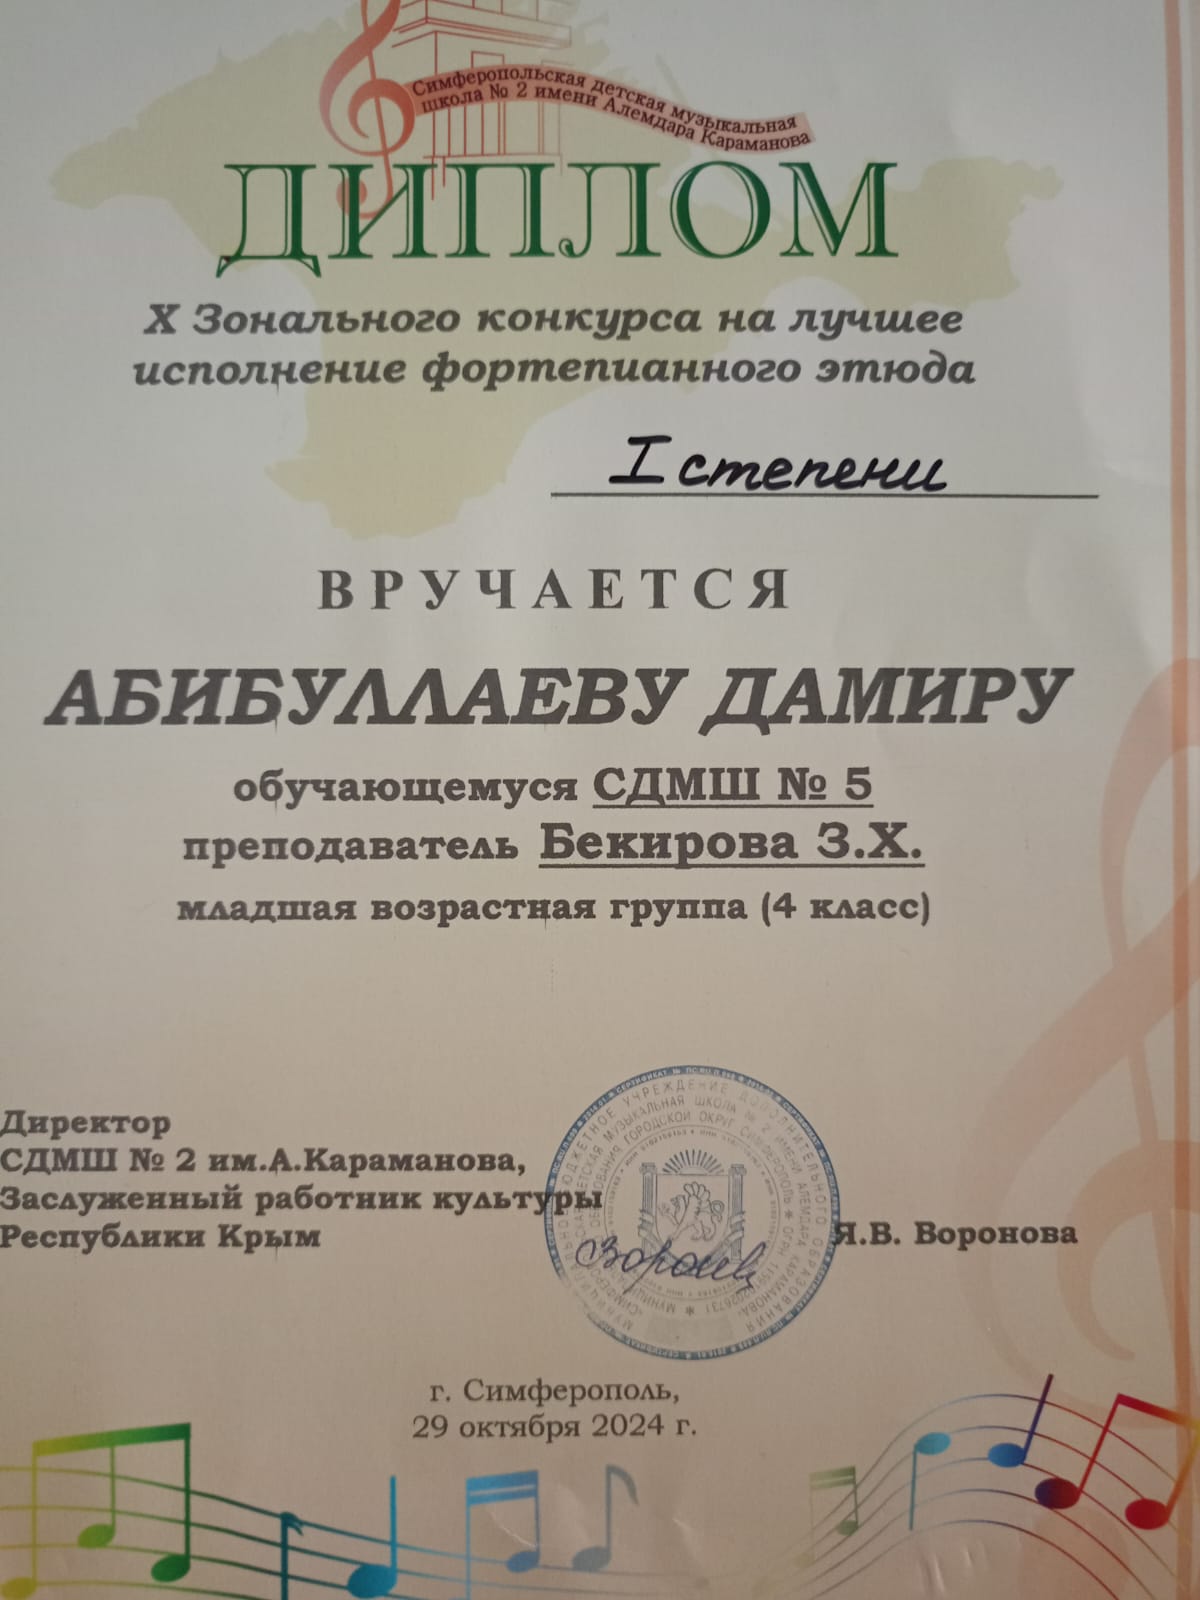 Симферопольская детская музыкальная
школа № 2 имени Алемдара Караманова
ДИПЛОМ
X Зонального конкурса на лучшее
исполнение фортепианного этюда
I степени
ВРУЧАЕТСЯ
АБИБУЛЛАЕВУ ДАМИРУ
обучающемуся СДМШ № 5
преподаватель Бекирова З.Х.
младшая возрастная группа (4 класс)
Директор
СДМШ № 2 им.А.Караманова,
Заслуженный работник культуры
Республики Крым
Я.В. Воронова
г. Симферополь,
29 октября 2024 г.